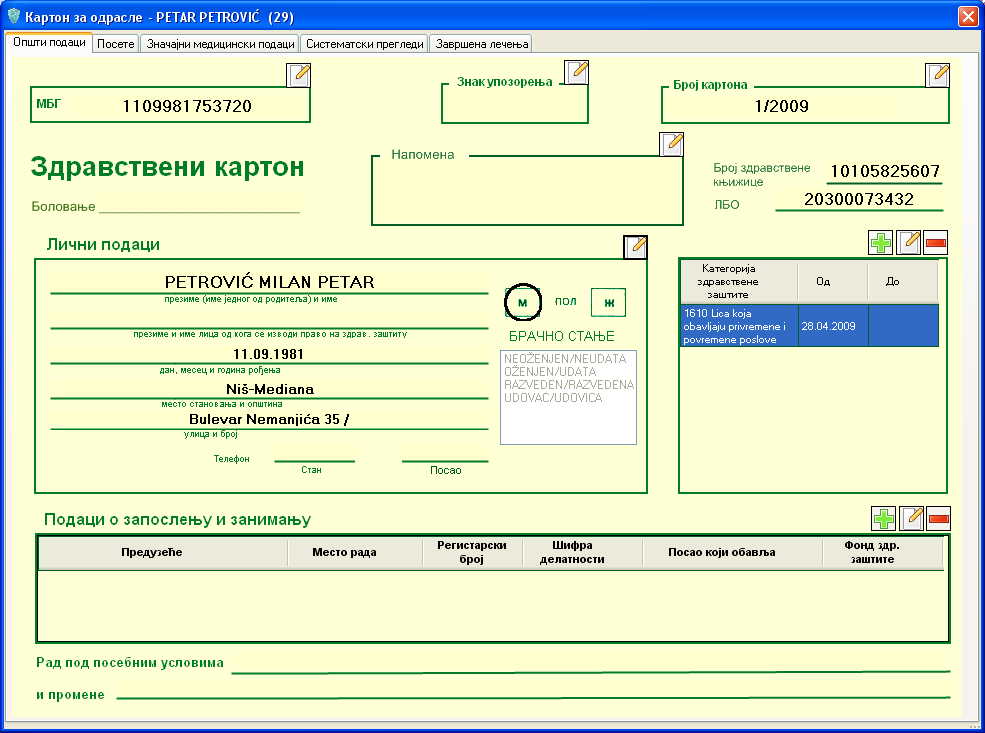 Картон за одрасле - PETAR PETROVIĆ (29)
Општи подаци
Посете
Значајни медицински подаци
Систематски прегледи
Завршена лечења
МБГ
1109981753720
Знак упозорења
Број картона
1/2009
Здравствени картон
Боловање
Напомена
Број здравствене
књижице
10105825607
ЛБО
20300073432
Лични подаци
PETROVIĆ MILAN PETAR
презиме (име једног од родитеља) и име
презиме и име лица од кога се изводи право на здрав. заштиту
11.09.1981
дан, месец и година рођења
Niš-Mediana
место становања и општина
Bulevar Nemanjića 35 /
улица и број
Телефон
Стан
Посао
м
пол
ж
БРАЧНО СТАЊЕ
NEOŽENJEN/NEUDATA
OŽENJEN/UDATA
RAZVEDEN/RAZVEDENA
UDOVAC/UDOVICA
Категорија
здравствене
заштите
Од
До
1610 Lica koja
obavljaju privremene i
povremene poslove
28.04.2009
Подаци о запослењу и занимању
Предузеће
Место рада
Регистарски
број
Шифра
делатности
Посао који обавља
Фонд здр.
заштите
Рад под посебним условима
и промене